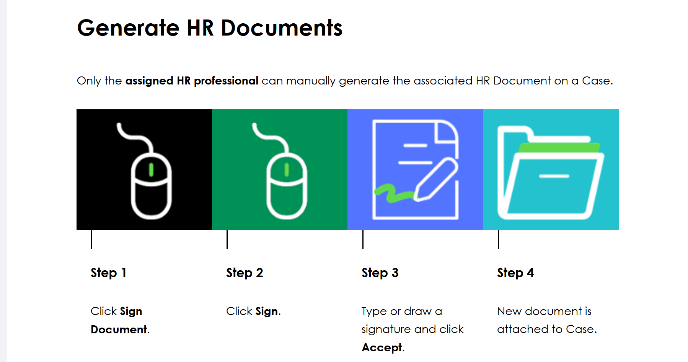 Generate HR Documents
Only the assigned HR professional can manually generate the associated HR Document on a Case.
Step 1
Click Sign
Document.
Step 2
Click Sign.
Step 3
Type or draw a
signature and click
Accept.
Step 4
New document is
attached to Case.